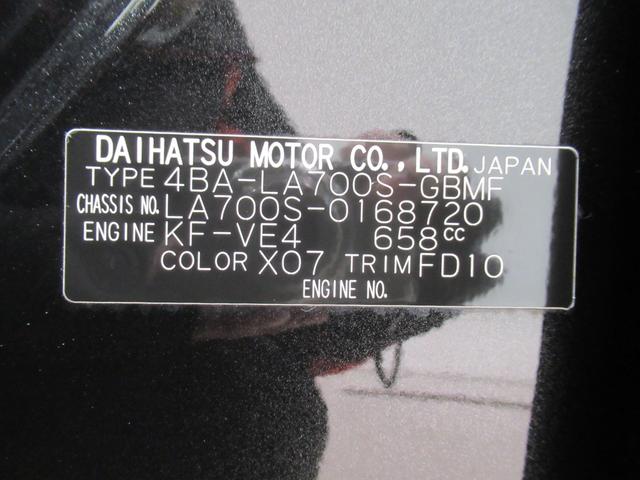 DAIHATSU MOTOR CO.,LTD. JAPAN
TYPE 4BA-LA700S-GBMF
CHASSIS NO. LA700S-0168720
ENGINE KF-VE4 658cc
COLOR X07 TRIM FD10
ENGINE NO.